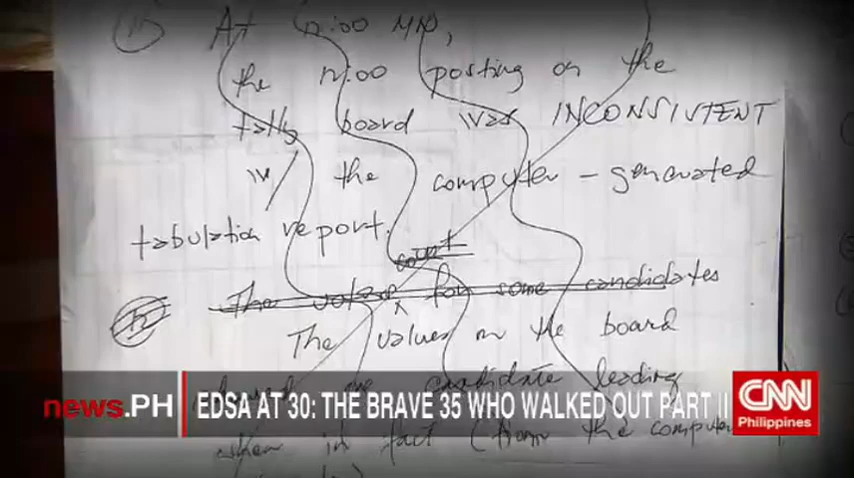 At 12:00 MN,
the 12:00 posting on the
tally board was INCONSISTENT
w/ the computer - generated
tabulation report.
count
The votes for some candidates
The values on the board
one candidate leading
when in fact (from the computer
news.PH
EDSA AT 30: THE BRAVE 35 WHO WALKED OUT PART II
CNN
Philippines